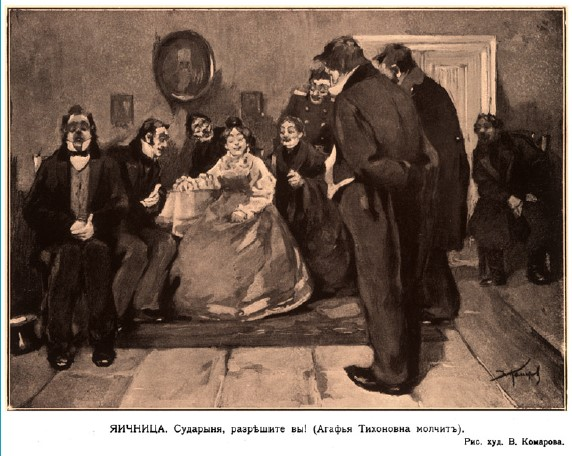 ЯИЧНИЦА. Сударыня, разрѣшите вы! (Агафья Тихоновна молчитъ).
Рис. худ. В. Комарова.